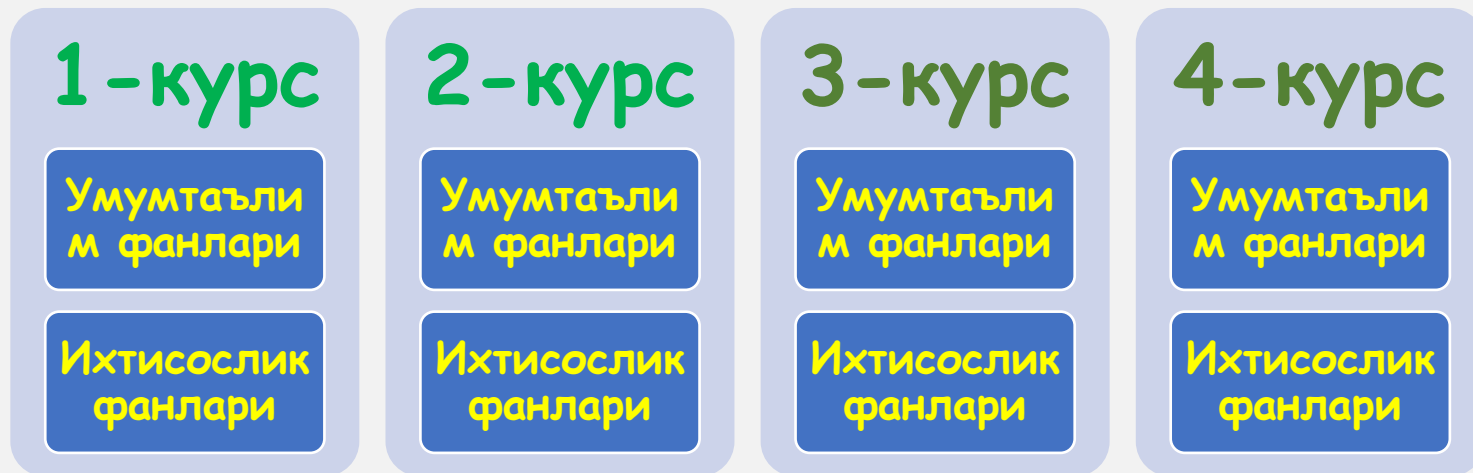 1-курс
Умумтаъли
м фанлари
Ихтисослик
фанлари
2-курс
Умумтаъли
м фанлари
Ихтисослик
фанлари
3-курс
Умумтаъли
м фанлари
Ихтисослик
фанлари
4-курс
Умумтаъли
м фанлари
Ихтисослик
фанлари